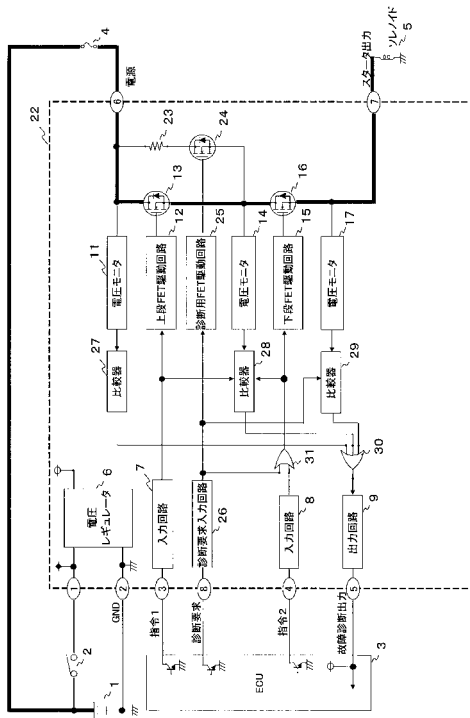 22
4
電源
6
スタータ出力
ソレノイド
5
7
23
24
13
16
11
電圧モニタ
12
上段FET駆動回路
25
診断用FET駆動回路
14
電圧モニタ
15
下段FET駆動回路
17
電圧モニタ
27
比較器
比較器
28
比較器
29
6
電圧
レギュレータ
7
入力回路
診断要求入力回路
26
31
8
入力回路
30
9
出力回路
1
2
GND
3
8
4
5
2
1
指令1
診断要求
指令2
故障診断出力
ECU
3